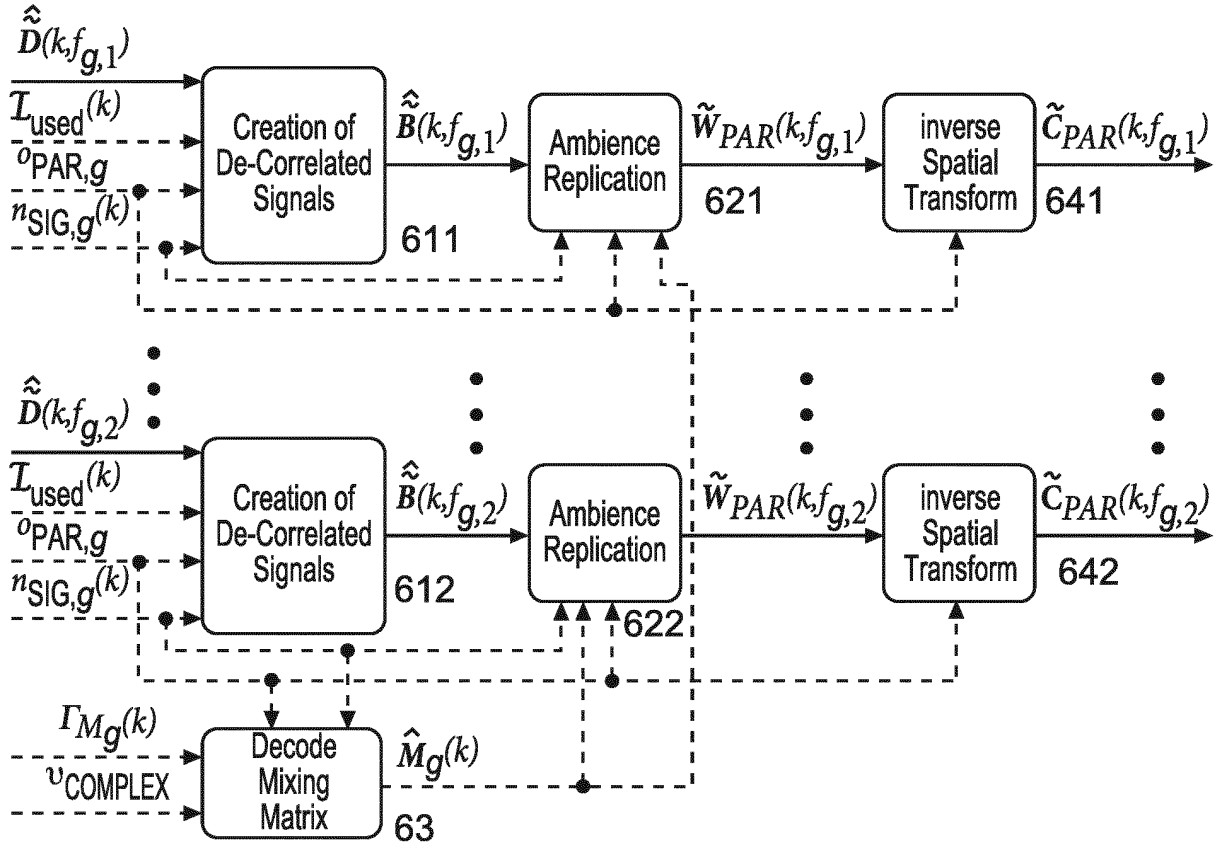 D̂̃(k,f_g,1)
I_used(k)
o_PAR,g
n_SIG,g(k)
Creation of
De-Correlated
Signals
611
B̂̃(k,f_g,1)
Ambience
Replication
W̃_PAR(k,f_g,1)
621
inverse
Spatial
Transform
C̃_PAR(k,f_g,1)
641
D̂̃(k,f_g,2)
I_used(k)
o_PAR,g
n_SIG,g(k)
Creation of
De-Correlated
Signals
612
B̂̃(k,f_g,2)
Ambience
Replication
622
W̃_PAR(k,f_g,2)
inverse
Spatial
Transform
C̃_PAR(k,f_g,2)
642
Γ_Mg(k)
υ_COMPLEX
Decode
Mixing
Matrix
63
M̂_g(k)